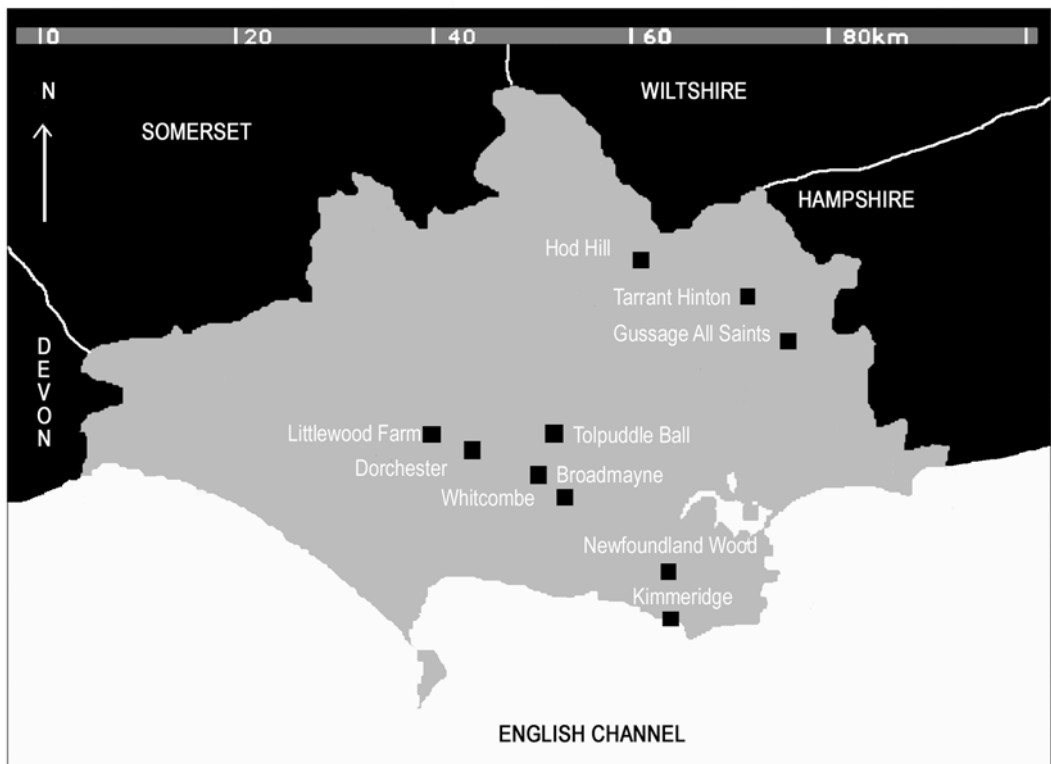 0 20 40 60 80km
N
WILTSHIRE
SOMERSET
HAMPSHIRE
Hod Hill
Tarrant Hinton
Gussage All Saints
DEVON
Littlewood Farm
Tolpuddle Ball
Dorchester
Broadmayne
Whitcombe
Newfoundland Wood
Kimmeridge
ENGLISH CHANNEL